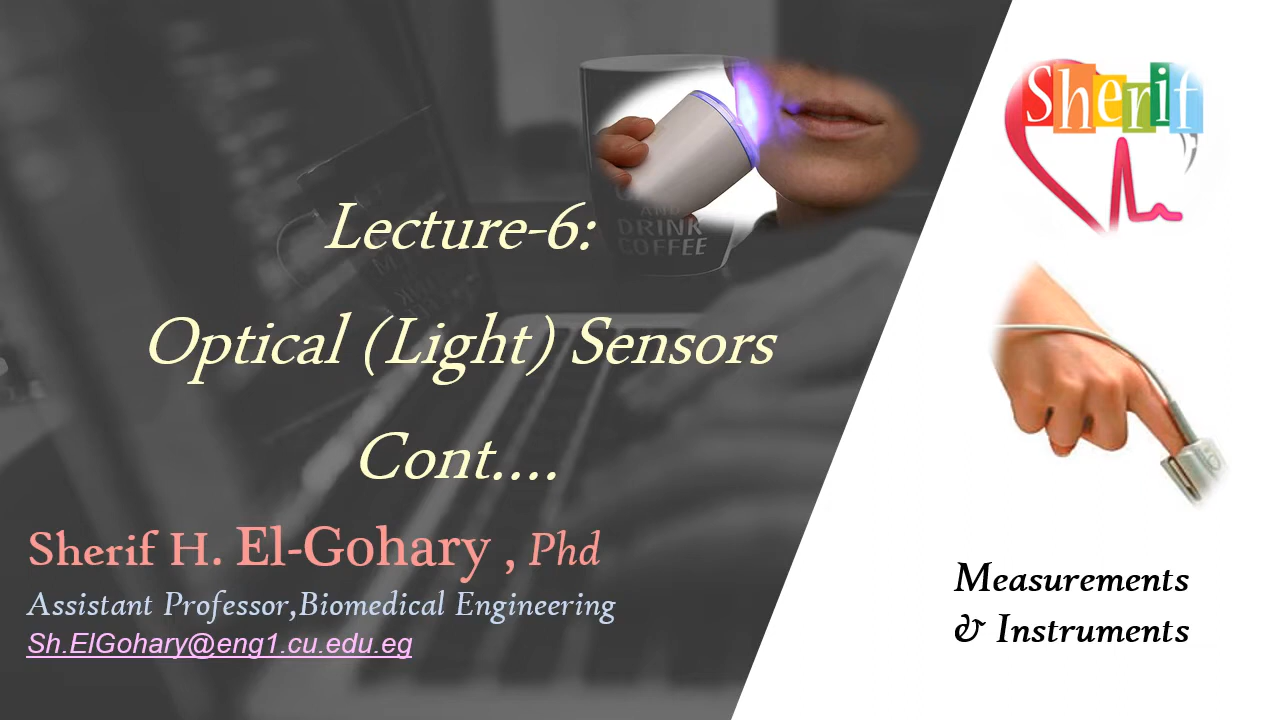 Sherif
AND
DRINK
COFFEE
Lecture-6:
Optical (Light) Sensors
Cont....
Sherif H. El-Gohary , Phd
Assistant Professor,Biomedical Engineering
Sh.ElGohary@eng1.cu.edu.eg
Measurements
& Instruments